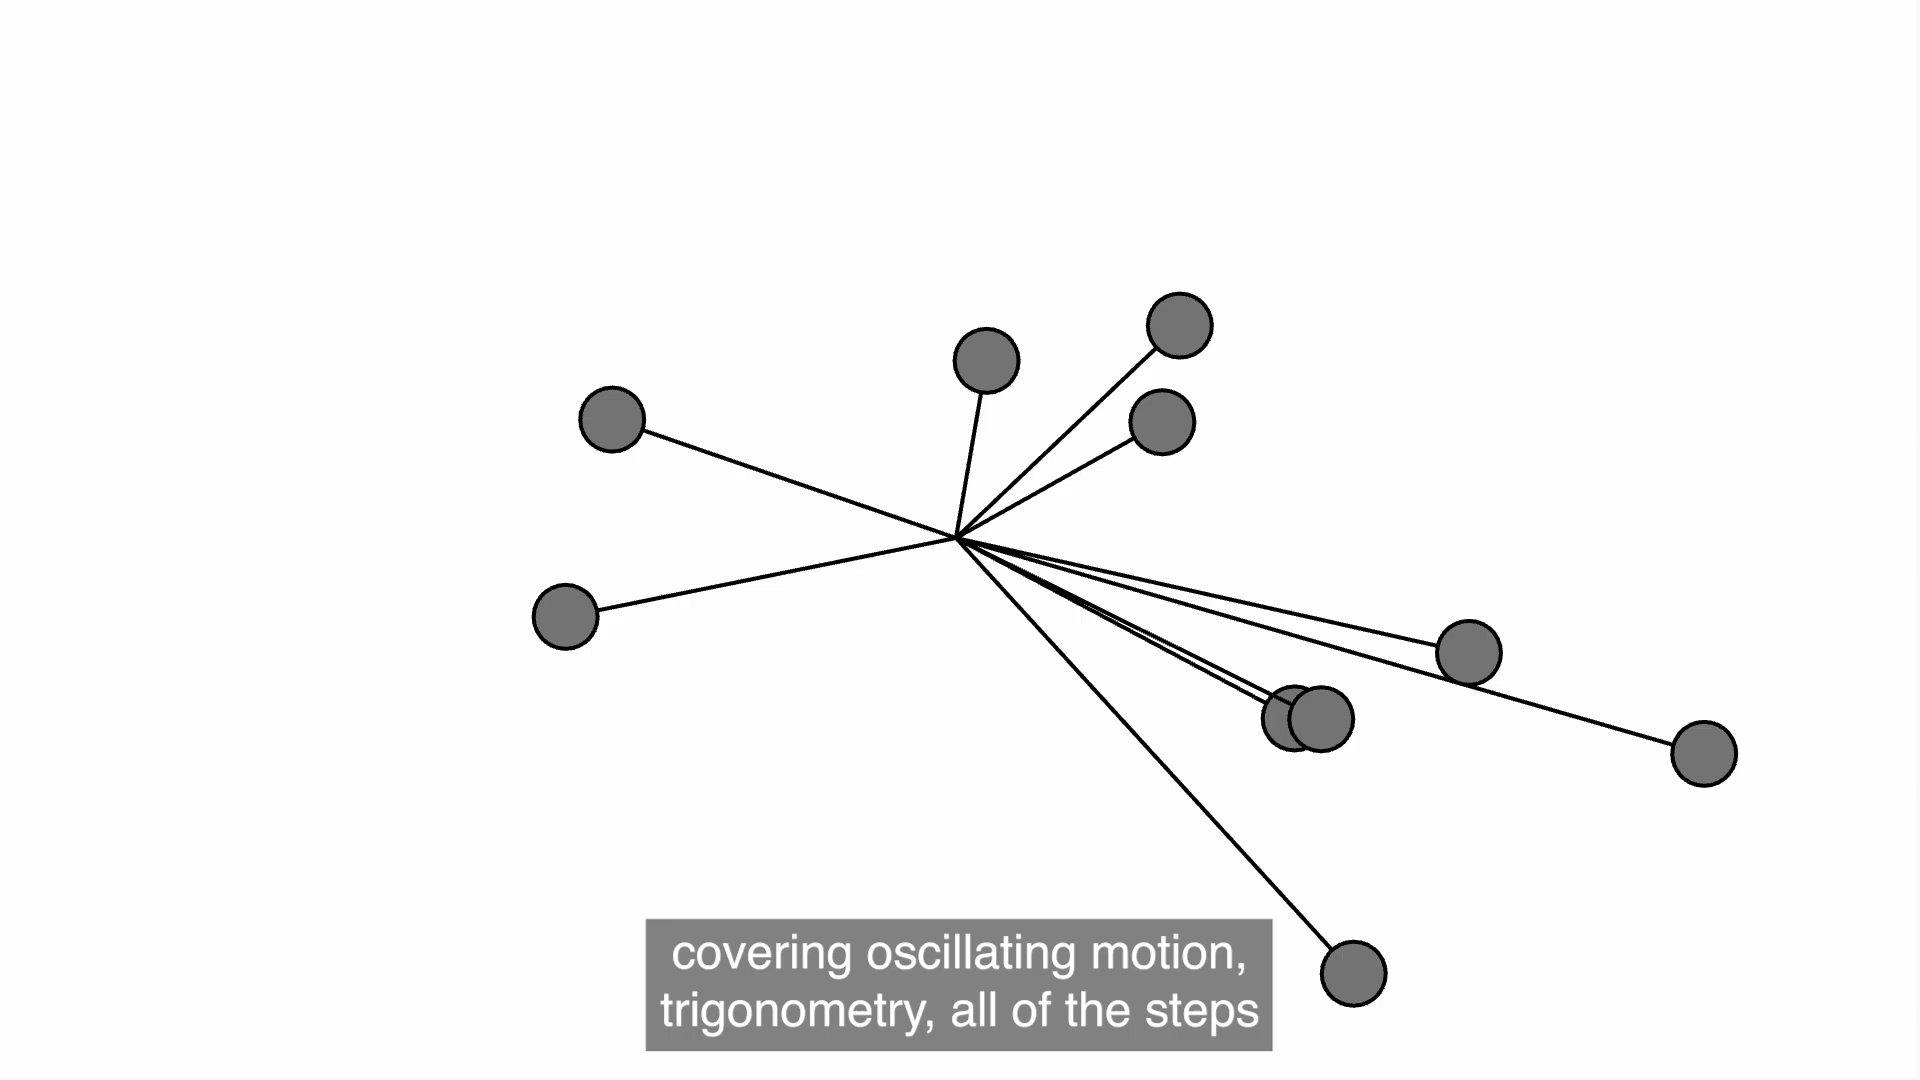 covering oscillating motion,
trigonometry, all of the steps